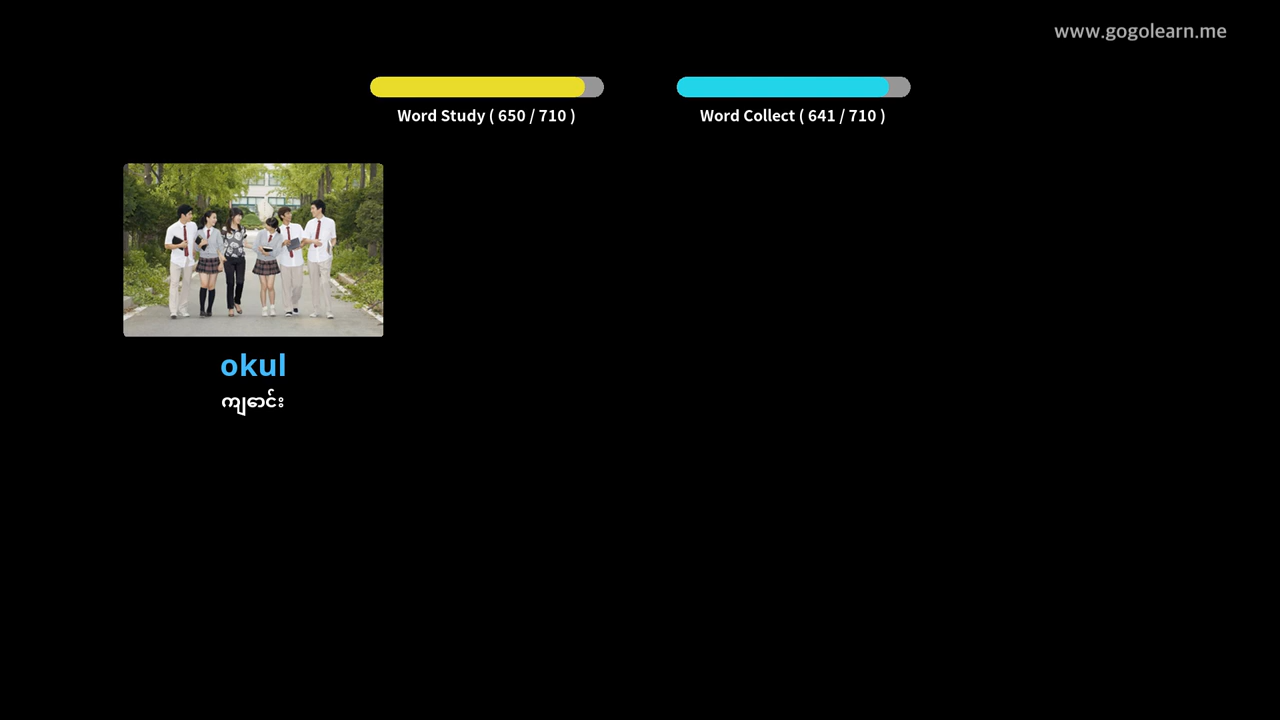 www.gogolearn.me
Word Study ( 650 / 710 )
Word Collect ( 641 / 710 )
okul
ကျောင်း